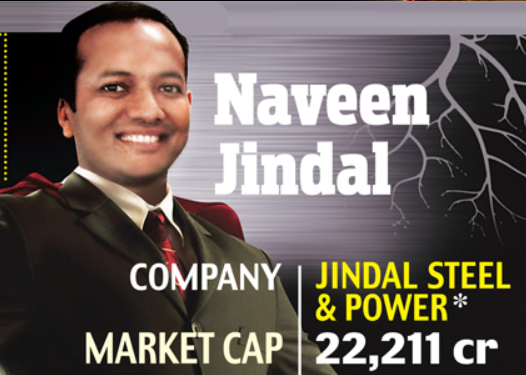 Naveen
Jindal
COMPANY
JINDAL STEEL
& POWER*
MARKET CAP
22,211 cr